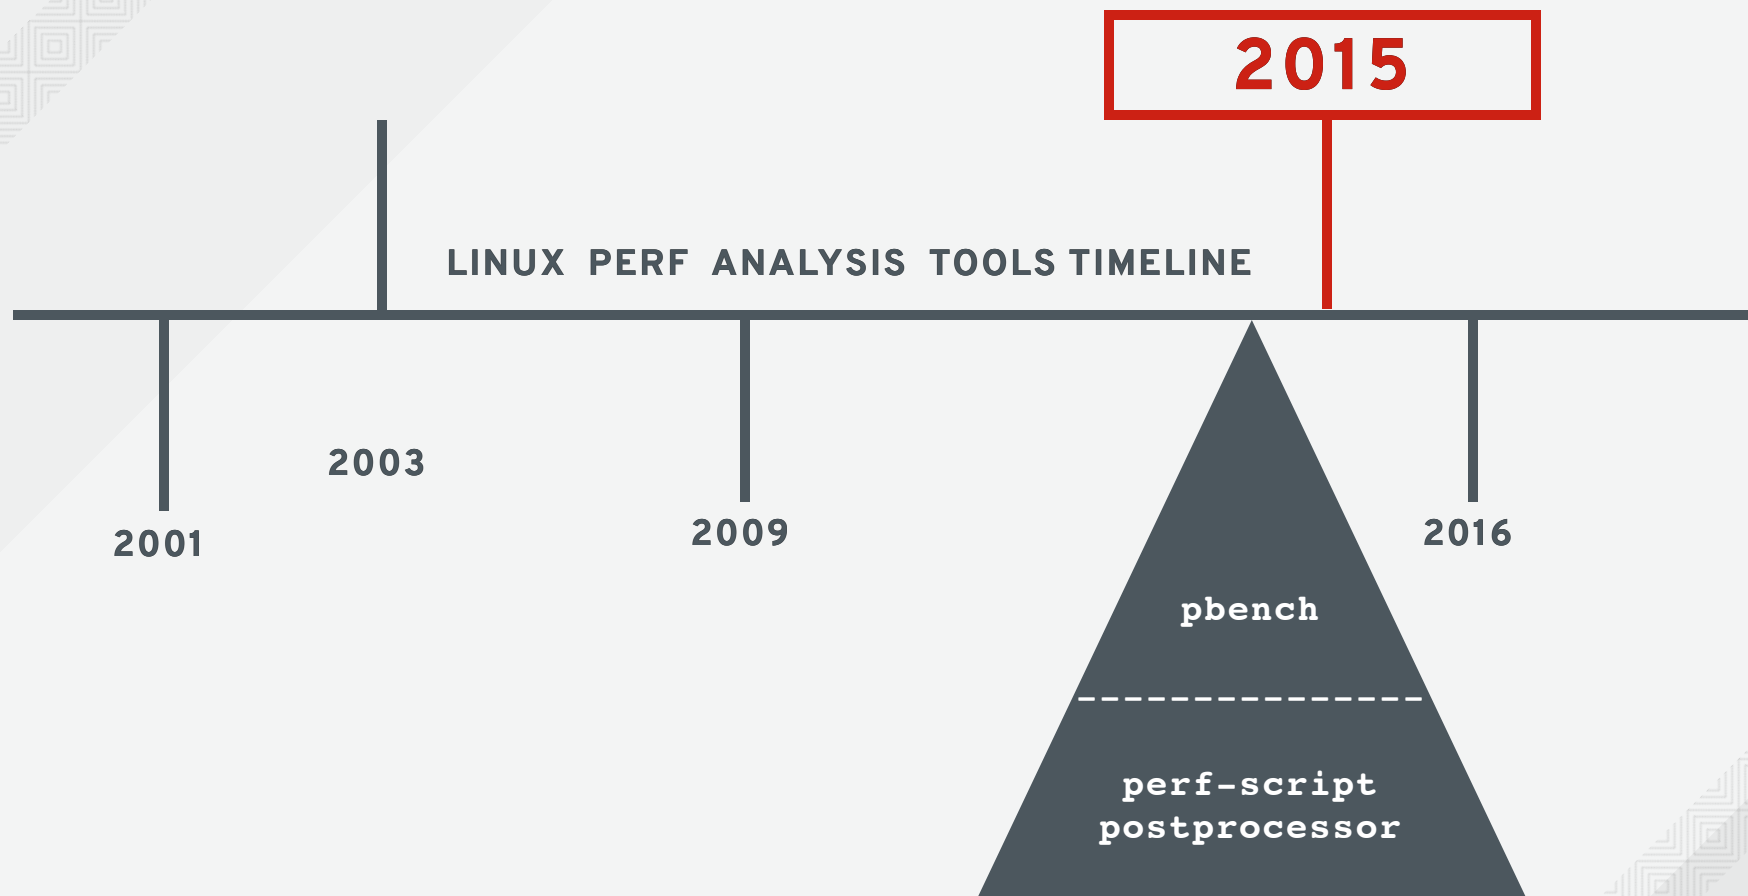 2015
LINUX PERF ANALYSIS TOOLS TIMELINE
2003
2001
2009
2016
pbench
perf-script
postprocessor